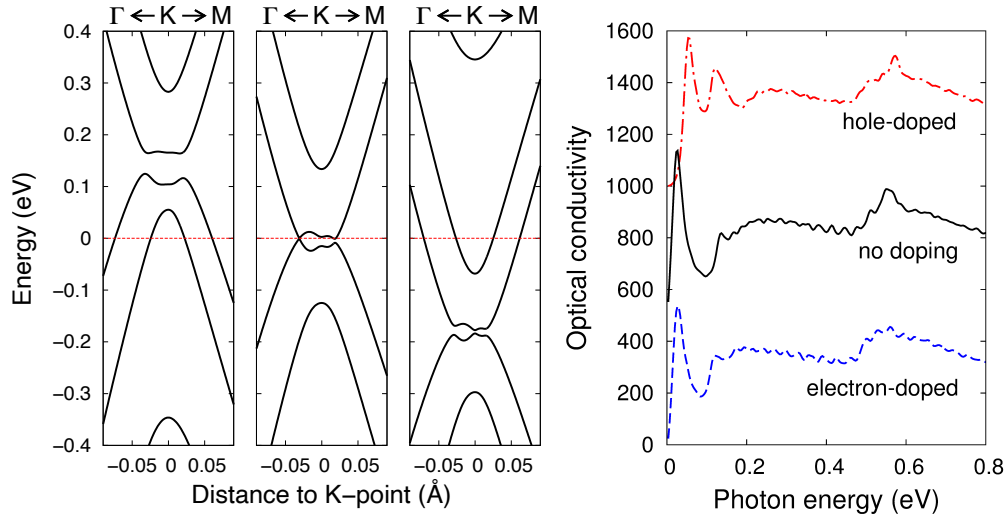 Γ ← K → M Γ ← K → M Γ ← K → M
Energy (eV)
0.4
0.3
0.2
0.1
0
−0.1
−0.2
−0.3
−0.4
−0.05 0 0.05 −0.05 0 0.05 −0.05 0 0.05
Distance to K−point (Å)
Optical conductivity
1600
1400
1200
1000
800
600
400
200
0
hole-doped
no doping
electron-doped
0 0.2 0.4 0.6 0.8
Photon energy (eV)